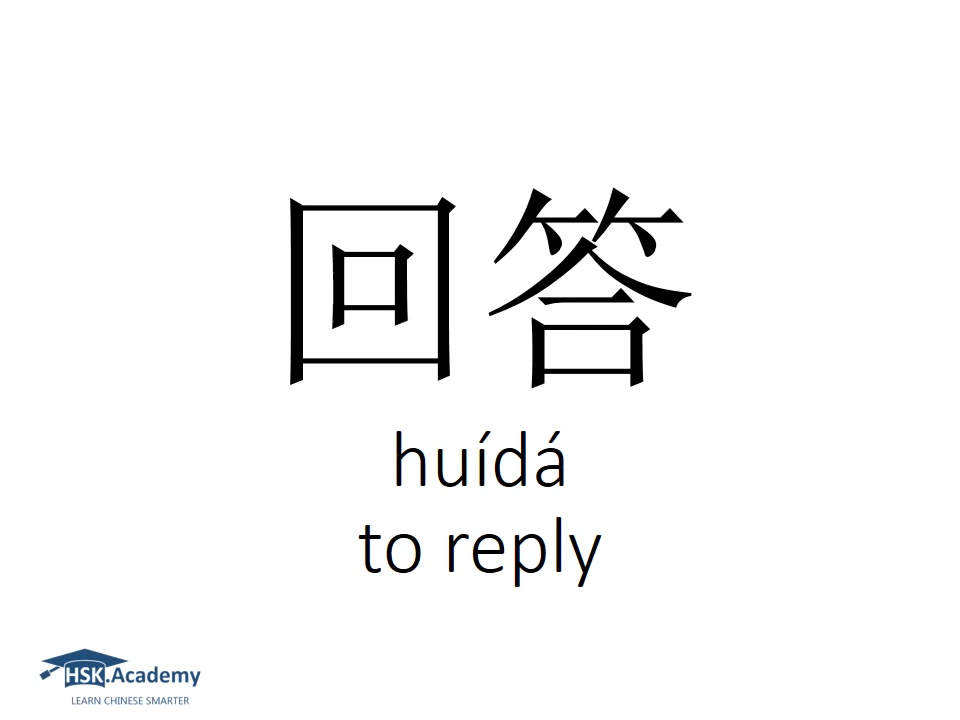 回答
huídá
to reply
HSK.Academy
LEARN CHINESE SMARTER